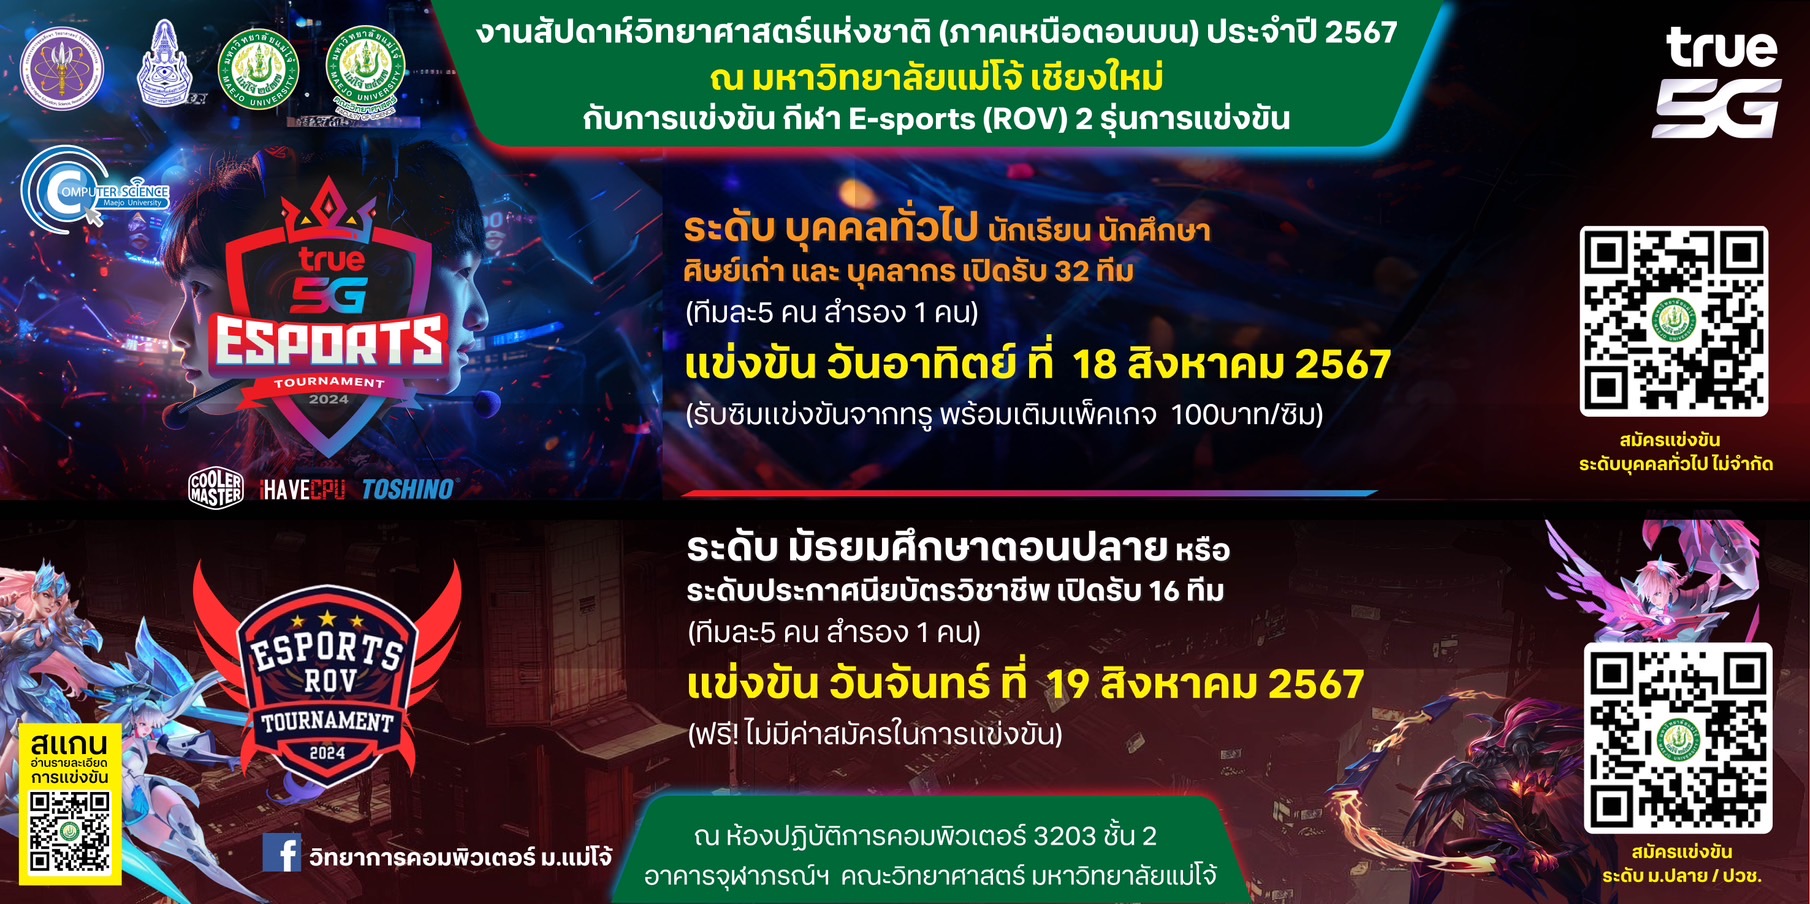 งานสัปดาห์วิทยาศาสตร์แห่งชาติ (ภาคเหนือตอนบน) ประจำปี 2567
ณ มหาวิทยาลัยแม่โจ้ เชียงใหม่
กับการแข่งขัน กีฬา E-sports (ROV) 2 รุ่นการแข่งขัน
true
5G
COMPUTER SCIENCE
Maejo University
true
5G
ESPORTS
TOURNAMENT
2024
COOLER
MASTER
iHAVECPU
TOSHINO
ระดับ บุคคลทั่วไป นักเรียน นักศึกษา
ศิษย์เก่า และ บุคลากร เปิดรับ 32 ทีม
(ทีมละ5 คน สำรอง 1 คน)
แข่งขัน วันอาทิตย์ ที่ 18 สิงหาคม 2567
(รับซิมแข่งขันจากทรู พร้อมเติมแพ็คเกจ 100บาท/ซิม)
สมัครแข่งขัน
ระดับบุคคลทั่วไป ไม่จำกัด
ระดับ มัธยมศึกษาตอนปลาย หรือ
ระดับประกาศนียบัตรวิชาชีพ เปิดรับ 16 ทีม
(ทีมละ5 คน สำรอง 1 คน)
แข่งขัน วันจันทร์ ที่ 19 สิงหาคม 2567
(ฟรี! ไม่มีค่าสมัครในการแข่งขัน)
ESPORTS
ROV
TOURNAMENT
2024
สแกน
อ่านรายละเอียด
การแข่งขัน
f วิทยาการคอมพิวเตอร์ ม.แม่โจ้
ณ ห้องปฏิบัติการคอมพิวเตอร์ 3203 ชั้น 2
อาคารจุฬาภรณ์ฯ คณะวิทยาศาสตร์ มหาวิทยาลัยแม่โจ้
สมัครแข่งขัน
ระดับ ม.ปลาย / ปวช.